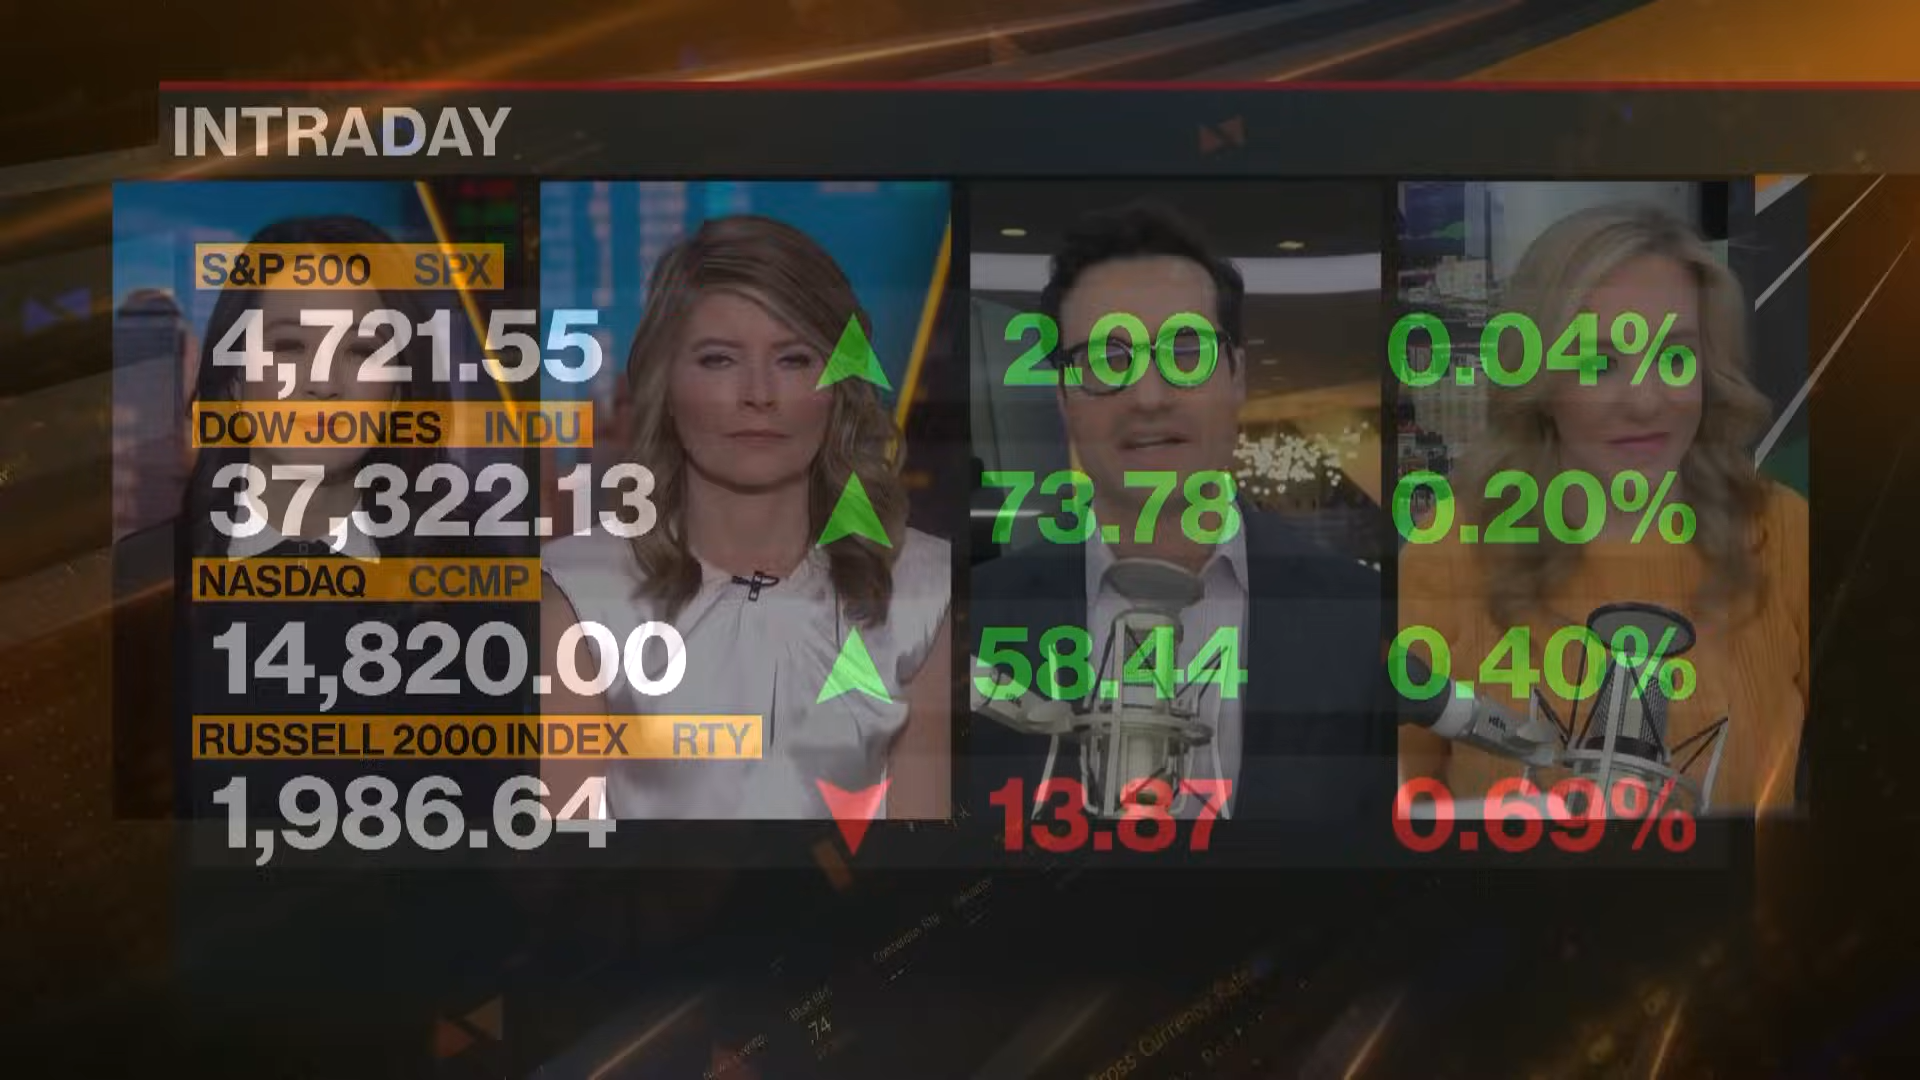 INTRADAY
S&P 500 SPX
4,721.55 2.00 0.04%
DOW JONES INDU
37,322.13 73.78 0.20%
NASDAQ CCMP
14,820.00 58.44 0.40%
RUSSELL 2000 INDEX RTY
1,986.64 13.87 0.69%
74